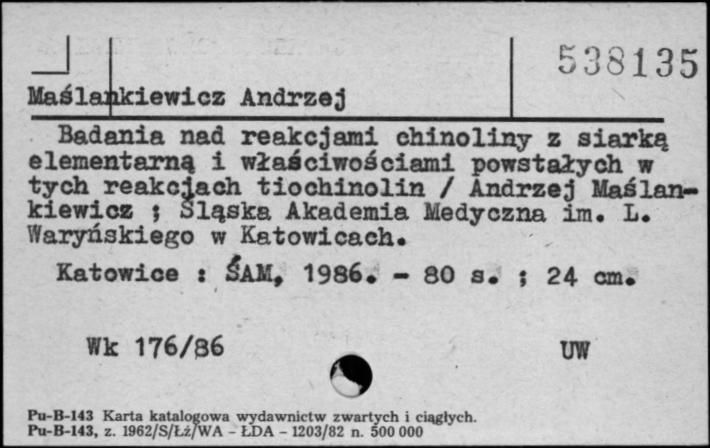 538135
Maślankiewicz Andrzej
Badania nad reakcjami chinoliny z siarką
elementarną i właściwościami powstałych w
tych reakcjach tiochinolin / Andrzej Maślan-
kiewicz ; Śląska Akademia Medyczna im. L.
Waryńskiego w Katowicach.
Katowice : ŚAM, 1986. - 80 s. ; 24 cm.
Wk 176/86 UW
Pu-B-143 Karta katalogowa wydawnictw zwartych i ciągłych.
Pu-B-143, z. 1962/S/Łż/WA - ŁDA - 1203/82 n. 500 000